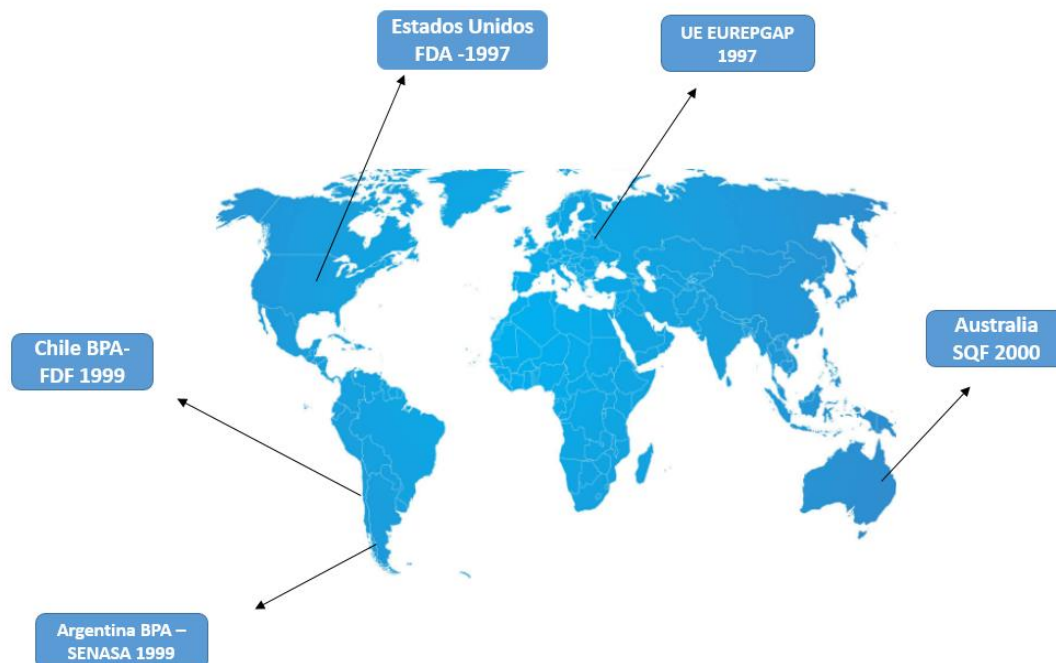 Estados Unidos
FDA -1997
UE EUREPGAP
1997
Chile BPA-
FDF 1999
Australia
SQF 2000
Argentina BPA –
SENASA 1999